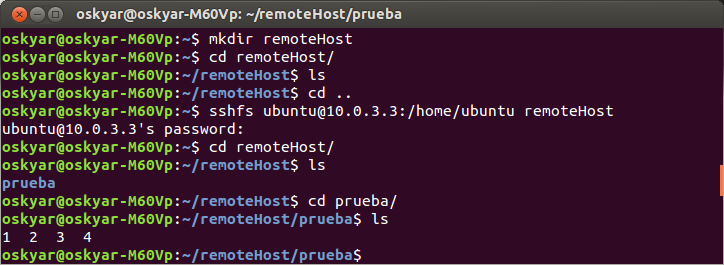 oskyar@oskyar-M60Vp: ~/remoteHost/prueba
oskyar@oskyar-M60Vp:~$ mkdir remoteHost
oskyar@oskyar-M60Vp:~$ cd remoteHost/
oskyar@oskyar-M60Vp:~/remoteHost$ ls
oskyar@oskyar-M60Vp:~/remoteHost$ cd ..
oskyar@oskyar-M60Vp:~$ sshfs ubuntu@10.0.3.3:/home/ubuntu remoteHost
ubuntu@10.0.3.3's password:
oskyar@oskyar-M60Vp:~$ cd remoteHost/
oskyar@oskyar-M60Vp:~/remoteHost$ ls
prueba
oskyar@oskyar-M60Vp:~/remoteHost$ cd prueba/
oskyar@oskyar-M60Vp:~/remoteHost/prueba$ ls
1  2  3  4
oskyar@oskyar-M60Vp:~/remoteHost/prueba$